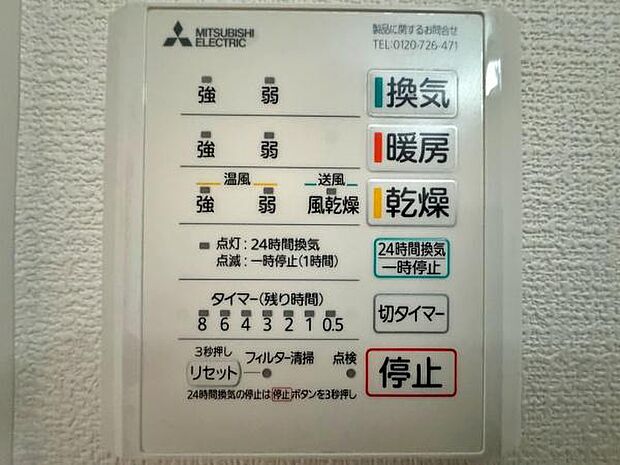 MITSUBISHI
ELECTRIC
製品に関するお問合せ
TEL:0120-726-471
強 弱 換気
強 弱 暖房
温風 送風
強 弱 風乾燥 乾燥
点灯:24時間換気
点滅:一時停止(1時間)
24時間換気
一時停止
タイマー(残り時間)
8 6 4 3 2 1 0.5
切タイマー
3秒押し
リセット フィルター清掃 点検
停止
24時間換気の停止は停止ボタンを3秒押し